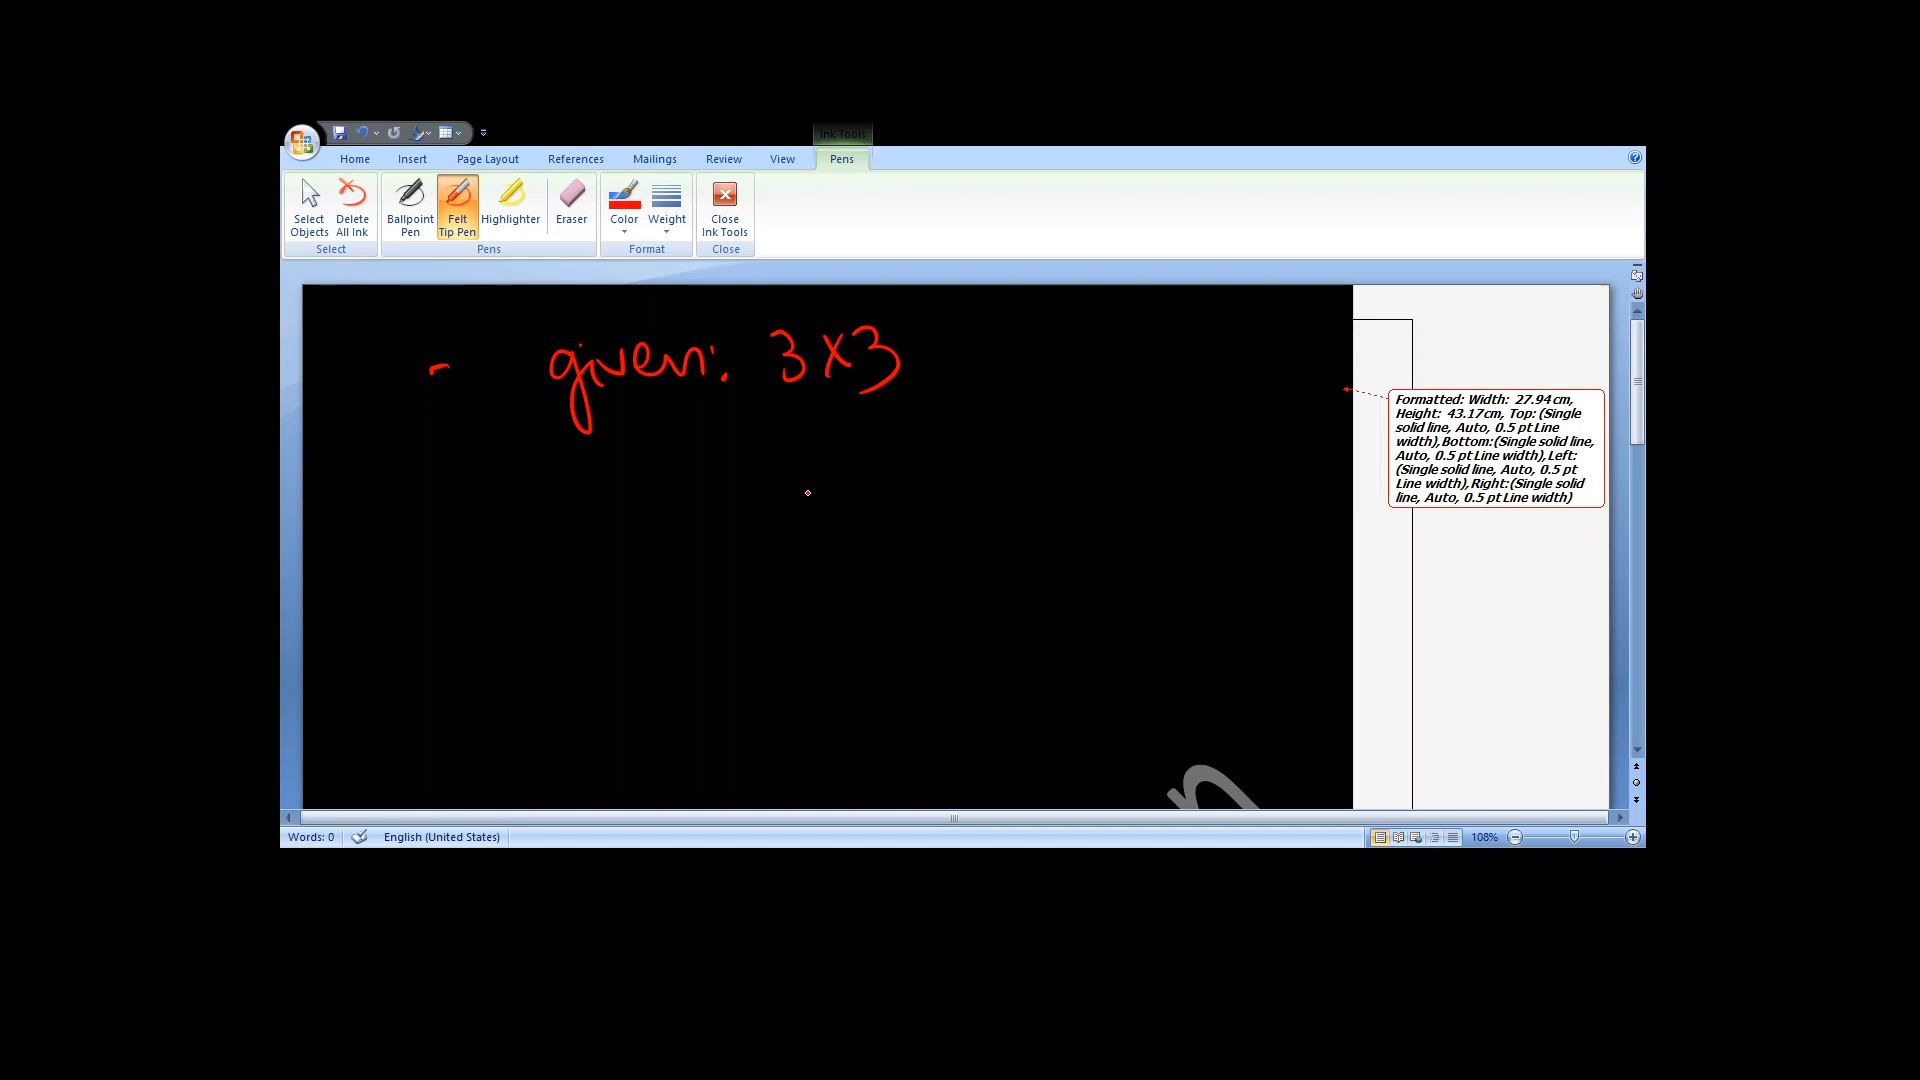 Ink Tools
Home Insert Page Layout References Mailings Review View Pens
Select Objects Delete All Ink Ballpoint Pen Felt Tip Pen Highlighter Eraser Color Weight Close Ink Tools
Select Pens Format Close
- given: 3 x 3
Formatted: Width: 27.94 cm,
Height: 43.17 cm, Top: (Single
solid line, Auto, 0.5 pt Line
width), Bottom: (Single solid line,
Auto, 0.5 pt Line width), Left:
(Single solid line, Auto, 0.5 pt
Line width), Right: (Single solid
line, Auto, 0.5 pt Line width)
Words: 0 English (United States) 108%